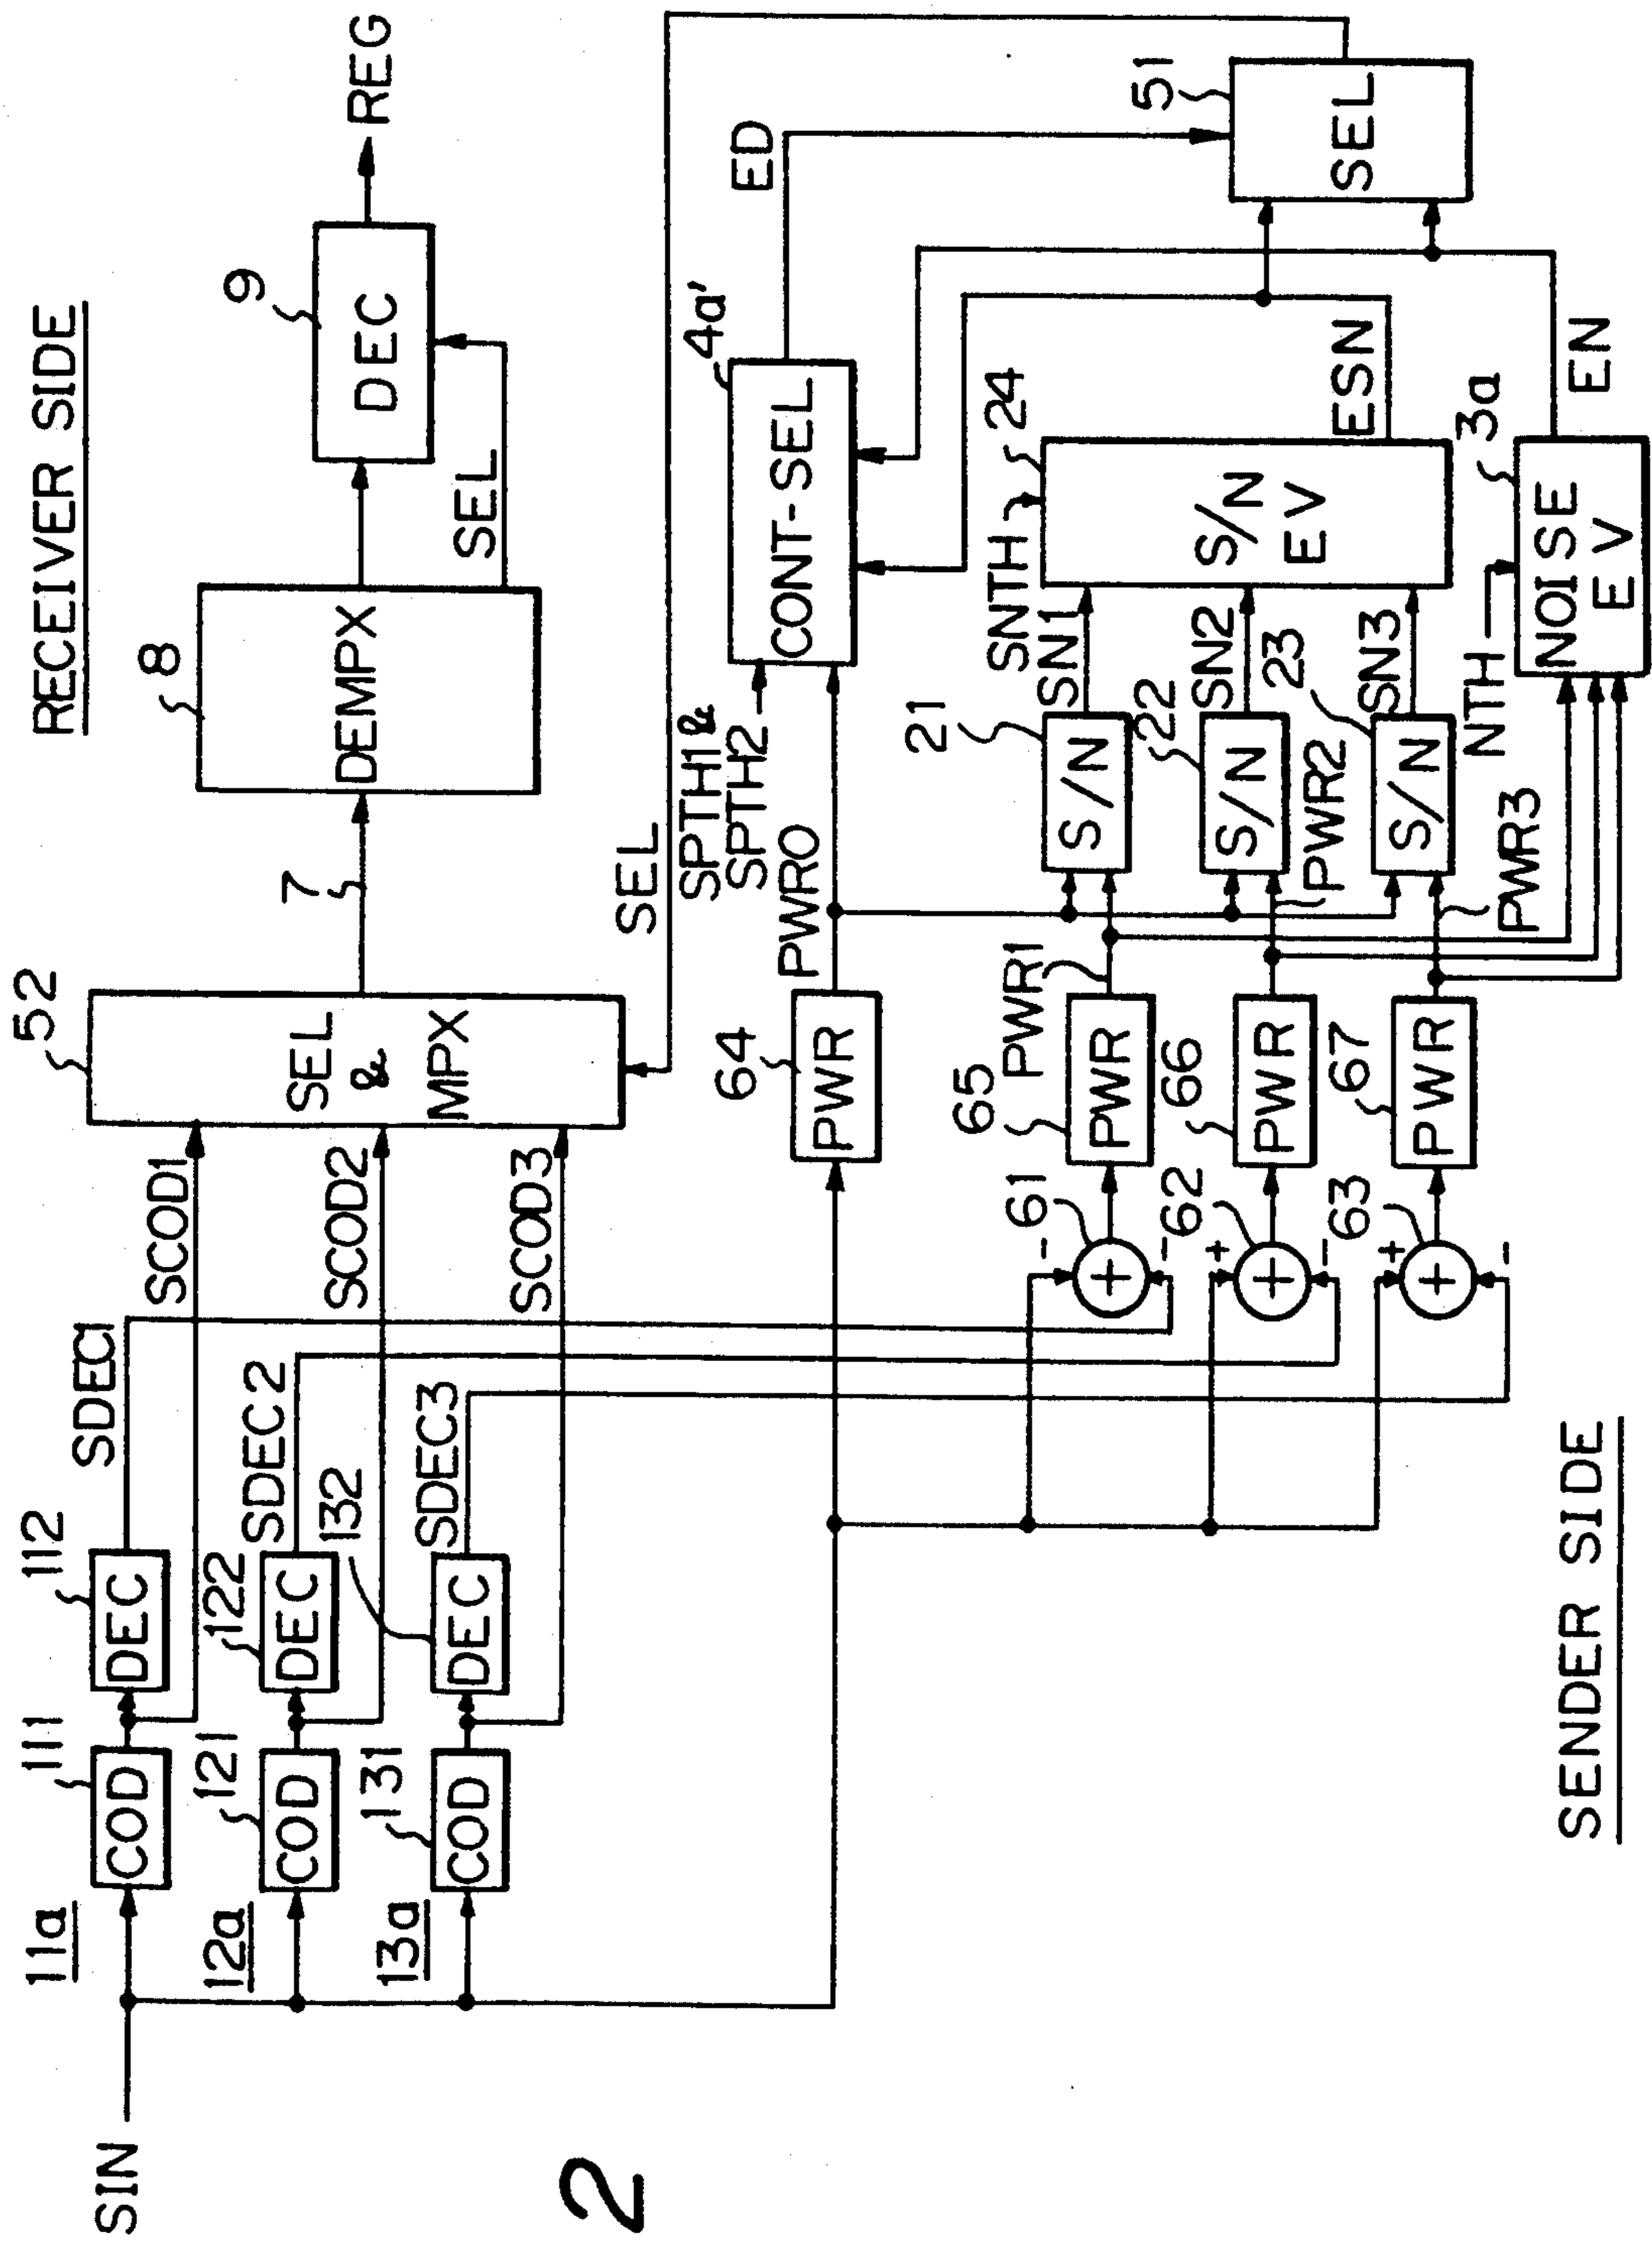 RECEIVER SIDE
SIN
11a
111
COD
112
DEC
SDEC1
SCOD1
12a
121
COD
122
DEC
SDEC2
SCOD2
13a
131
COD
132
DEC
SDEC3
SCOD3
52
SEL
&
MPX
7
8
DEMPX
SEL
9
DEC
REG
SEL
64
PWR
PWR0
SPTH1 &
SPTH2
4a'
CONT-SEL
ED
51
SEL
61
-
-
+
65
PWR
PWR1
21
S/N
SN1
SNTH
24
S/N
EV
ESN
62
+
-
+
66
PWR
PWR2
22
S/N
SN2
63
+
-
+
67
PWR
PWR3
23
S/N
SN3
NTH
3a
NOISE
EV
EN
SENDER SIDE
2